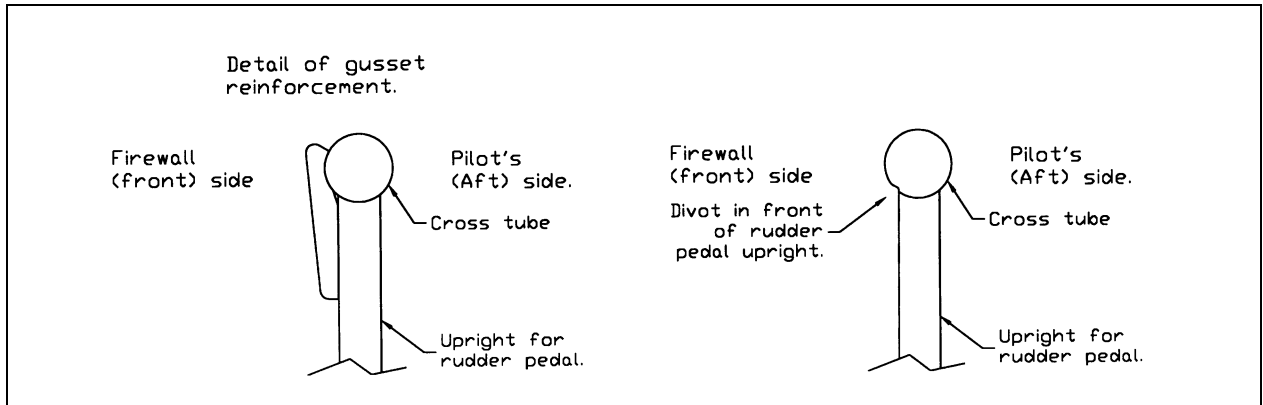 Detail of gusset
reinforcement.
Firewall
(front) side
Pilot's
(Aft) side.
Cross tube
Upright for
rudder pedal.
Firewall
(front) side
Pilot's
(Aft) side.
Divot in front
of rudder
pedal upright.
Cross tube
Upright for
rudder pedal.